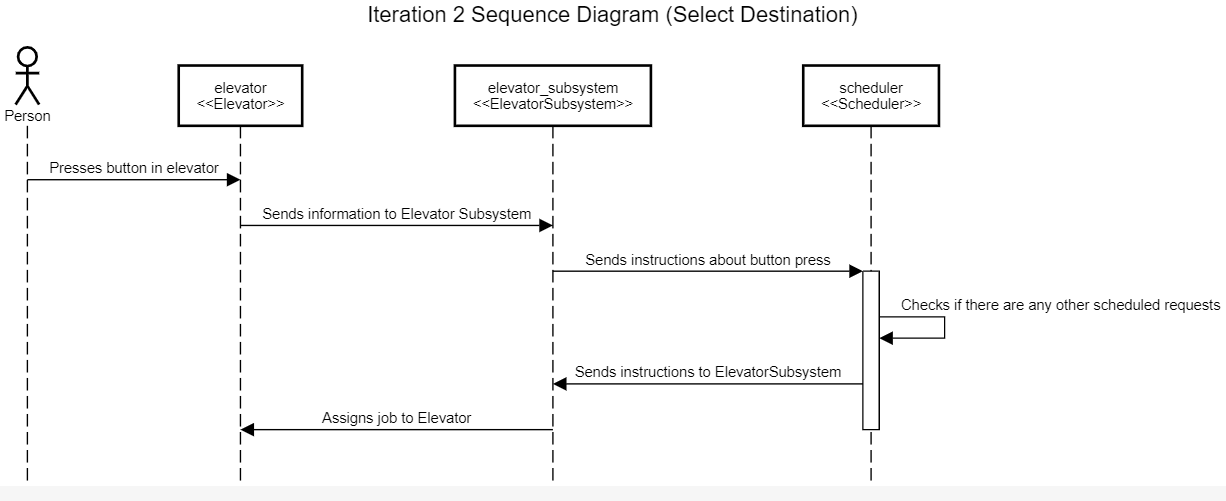 Iteration 2 Sequence Diagram (Select Destination)
Person
elevator
<<Elevator>>
elevator_subsystem
<<ElevatorSubsystem>>
scheduler
<<Scheduler>>
Presses button in elevator
Sends information to Elevator Subsystem
Sends instructions about button press
Checks if there are any other scheduled requests
Sends instructions to ElevatorSubsystem
Assigns job to Elevator